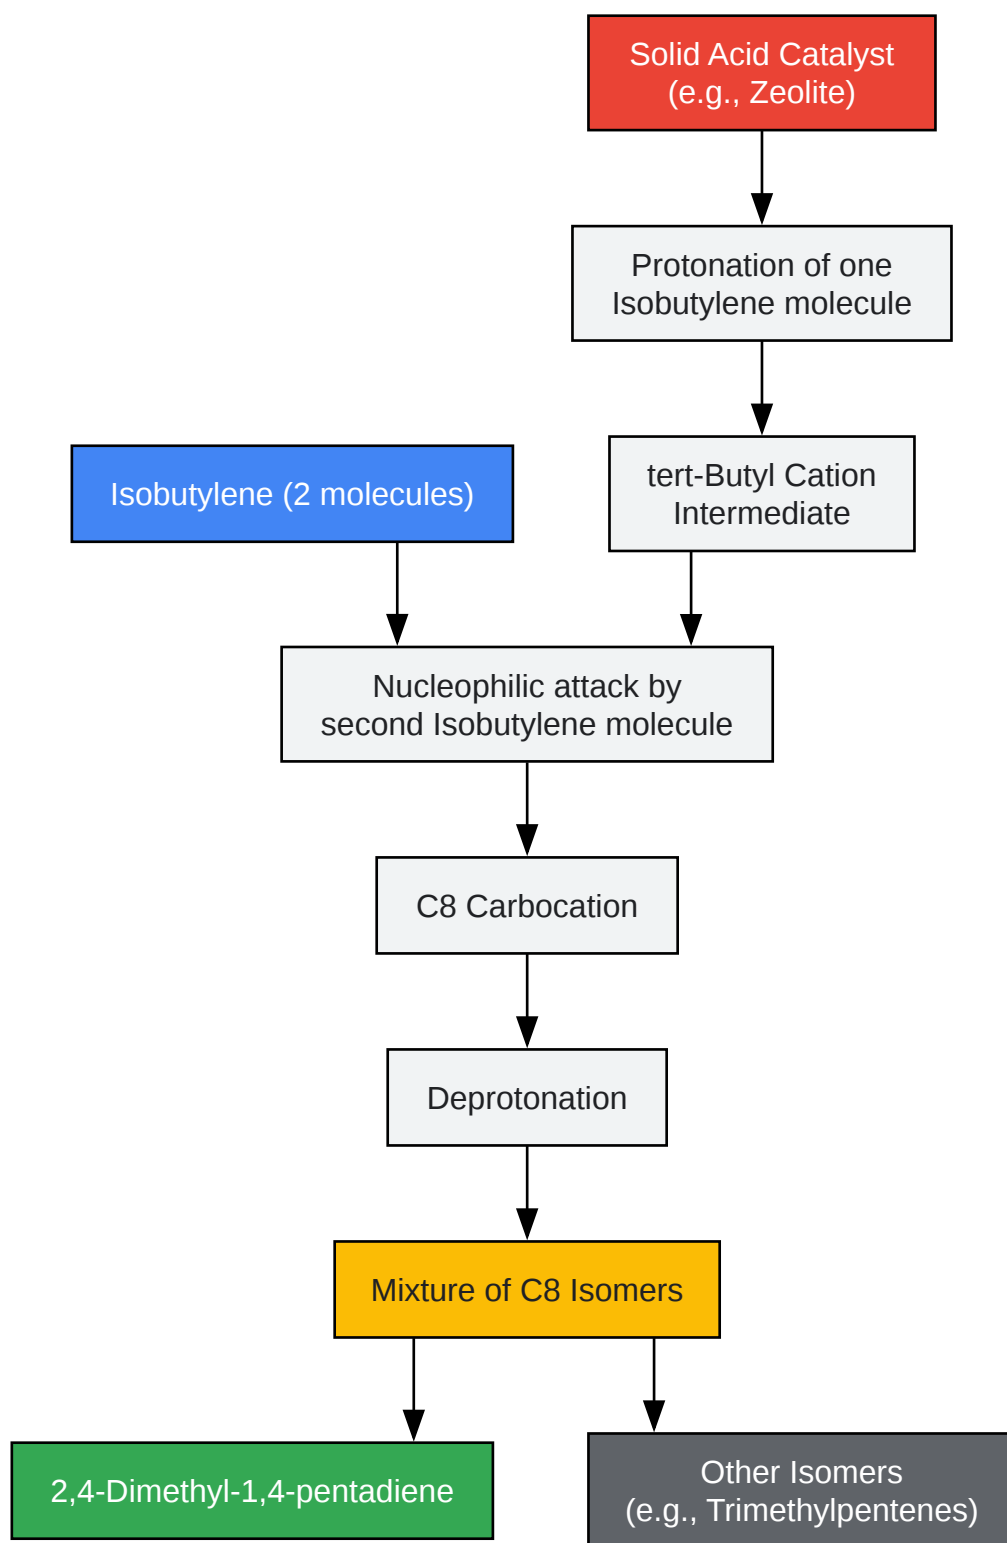 Solid Acid Catalyst
(e.g., Zeolite)
Protonation of one
Isobutylene molecule
Isobutylene (2 molecules)
tert-Butyl Cation
Intermediate
Nucleophilic attack by
second Isobutylene molecule
C8 Carbocation
Deprotonation
Mixture of C8 Isomers
2,4-Dimethyl-1,4-pentadiene
Other Isomers
(e.g., Trimethylpentenes)